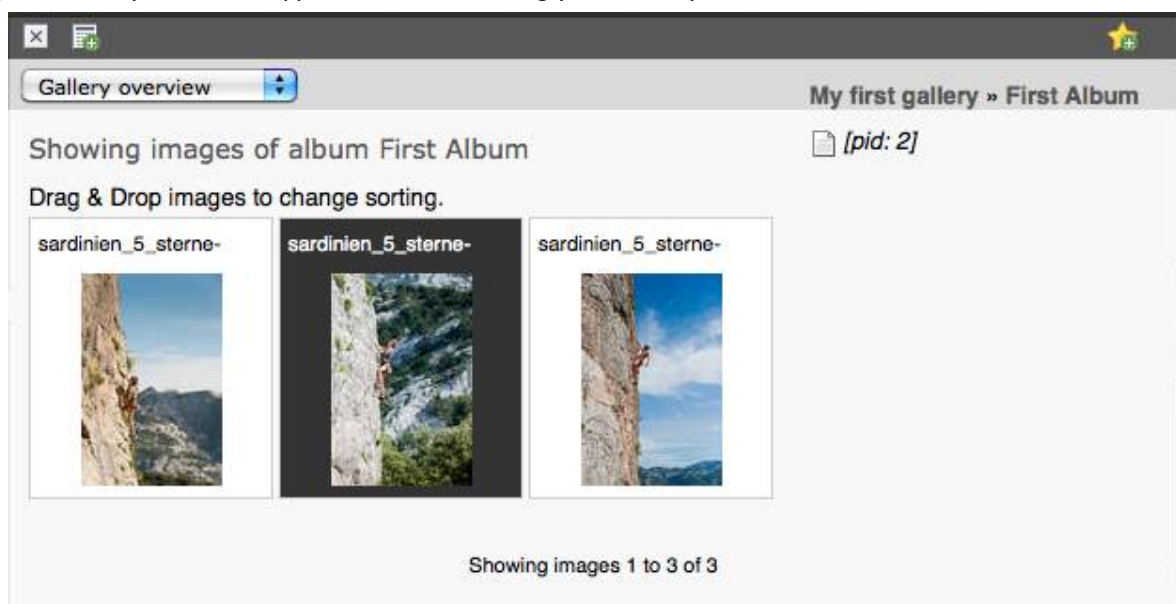 Gallery overview
My first gallery » First Album
[pid: 2]
Showing images of album First Album
Drag & Drop images to change sorting.
sardinien_5_sterne-
sardinien_5_sterne-
sardinien_5_sterne-
Showing images 1 to 3 of 3